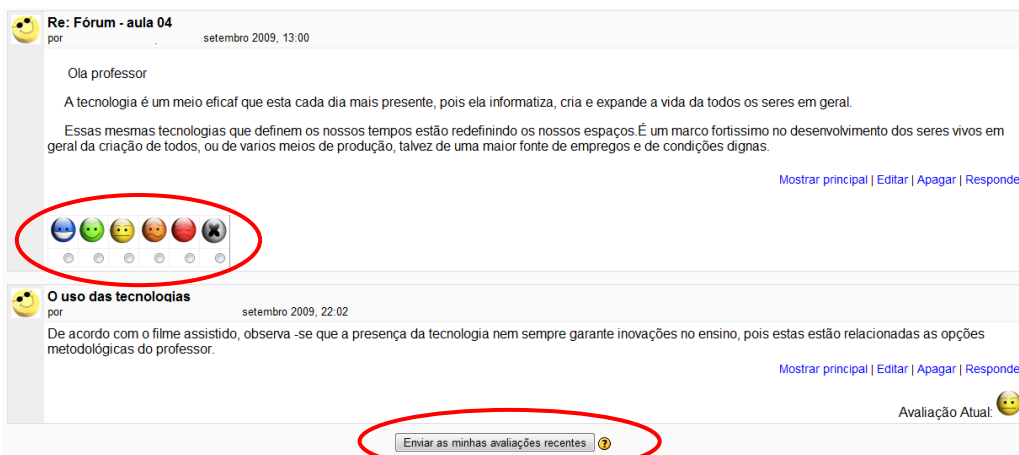 Re: Fórum - aula 04
por setembro 2009, 13:00
Ola professor
A tecnologia é um meio eficaf que esta cada dia mais presente, pois ela informatiza, cria e expande a vida da todos os seres em geral.
Essas mesmas tecnologias que definem os nossos tempos estão redefinindo os nossos espaços.É um marco fortissimo no desenvolvimento dos seres vivos em
geral da criação de todos, ou de varios meios de produção, talvez de uma maior fonte de empregos e de condições dignas.
Mostrar principal | Editar | Apagar | Responde
O uso das tecnologias
por setembro 2009, 22:02
De acordo com o filme assistido, observa -se que a presença da tecnologia nem sempre garante inovações no ensino, pois estas estão relacionadas as opções
metodológicas do professor.
Mostrar principal | Editar | Apagar | Responde
Avaliação Atual:
Enviar as minhas avaliações recentes ?